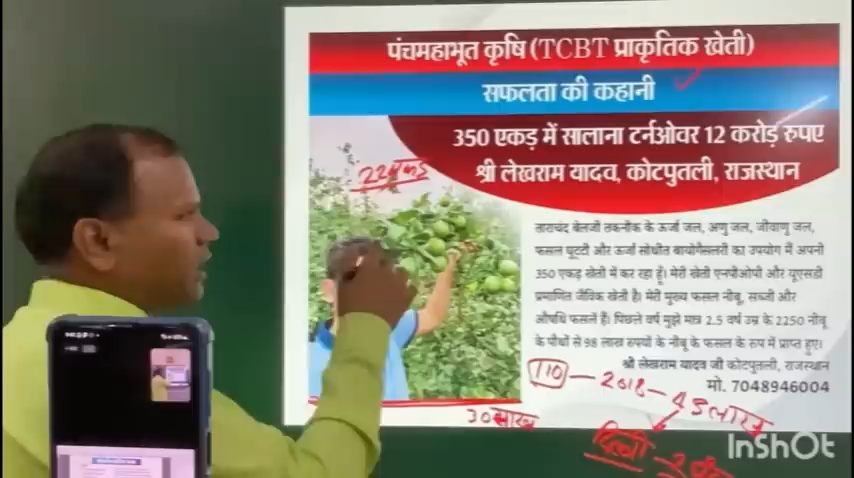 पंचमहाभूत कृषि (TCBT प्राकृतिक खेती)
सफलता की कहानी
350 एकड़ में सालाना टर्नओवर 12 करोड़ रुपए
श्री लेखराम यादव, कोटपुतली, राजस्थान
ताराचंद बेलजी तकनीक के ऊर्जा जल, अणु जल, जीवाणु जल,
फसल घुट्टी और ऊर्जा सोधीत बायोगैसलरी का उपयोग में अपनी
350 एकड़ खेती में कर रहा हूँ। मेरी खेती एनपीओपी और यूएसडी
प्रमाणित जैविक खेती है। मेरी मुख्य फसल नींबू, सब्जी और
औषधि फसलें हैं। पिछले वर्ष मुझे मात्र 2.5 वर्ष उम्र के 2250 नींबू
के पौधों से 98 लाख रुपयों के नींबू के फसल के रुप में प्राप्त हुए।
श्री लेखराम यादव जी कोटपुतली, राजस्थान
मो. 7048946004
110 - 2018 - 45 लाख
30 लाख
InShOt